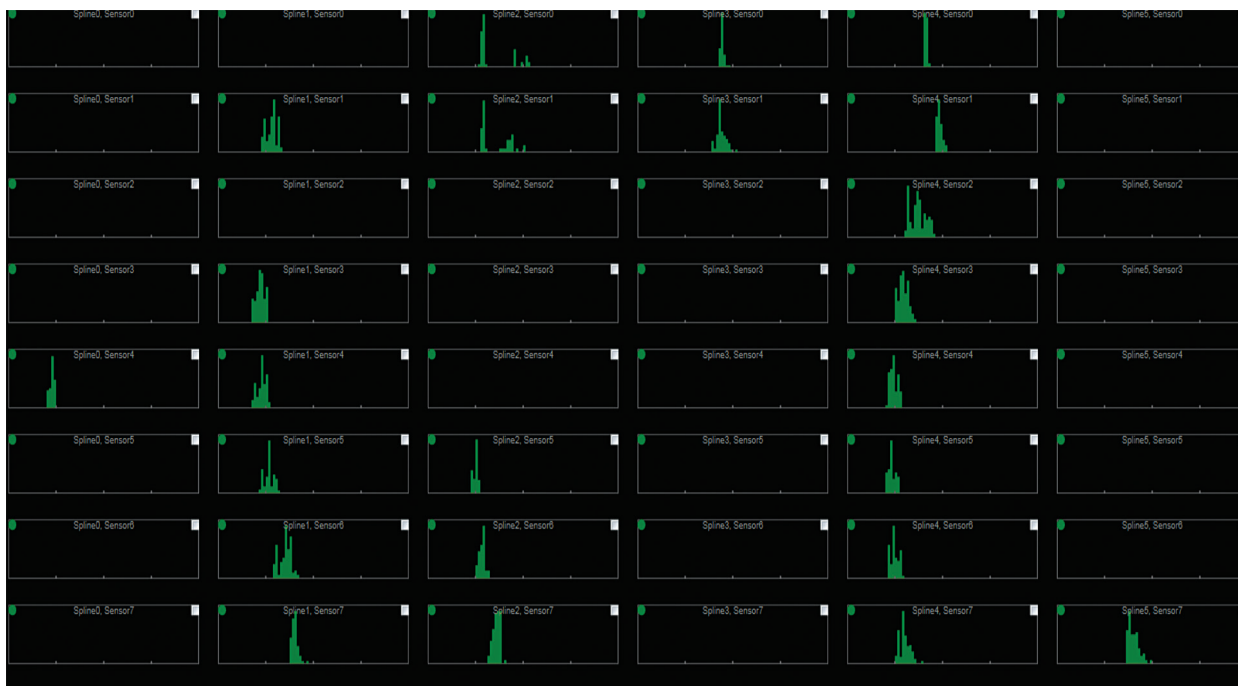 Spline0, Sensor0 Spline1, Sensor0 Spline2, Sensor0 Spline3, Sensor0 Spline4, Sensor0 Spline5, Sensor0
Spline0, Sensor1 Spline1, Sensor1 Spline2, Sensor1 Spline3, Sensor1 Spline4, Sensor1 Spline5, Sensor1
Spline0, Sensor2 Spline1, Sensor2 Spline2, Sensor2 Spline3, Sensor2 Spline4, Sensor2 Spline5, Sensor2
Spline0, Sensor3 Spline1, Sensor3 Spline2, Sensor3 Spline3, Sensor3 Spline4, Sensor3 Spline5, Sensor3
Spline0, Sensor4 Spline1, Sensor4 Spline2, Sensor4 Spline3, Sensor4 Spline4, Sensor4 Spline5, Sensor4
Spline0, Sensor5 Spline1, Sensor5 Spline2, Sensor5 Spline3, Sensor5 Spline4, Sensor5 Spline5, Sensor5
Spline0, Sensor6 Spline1, Sensor6 Spline2, Sensor6 Spline3, Sensor6 Spline4, Sensor6 Spline5, Sensor6
Spline0, Sensor7 Spline1, Sensor7 Spline2, Sensor7 Spline3, Sensor7 Spline4, Sensor7 Spline5, Sensor7